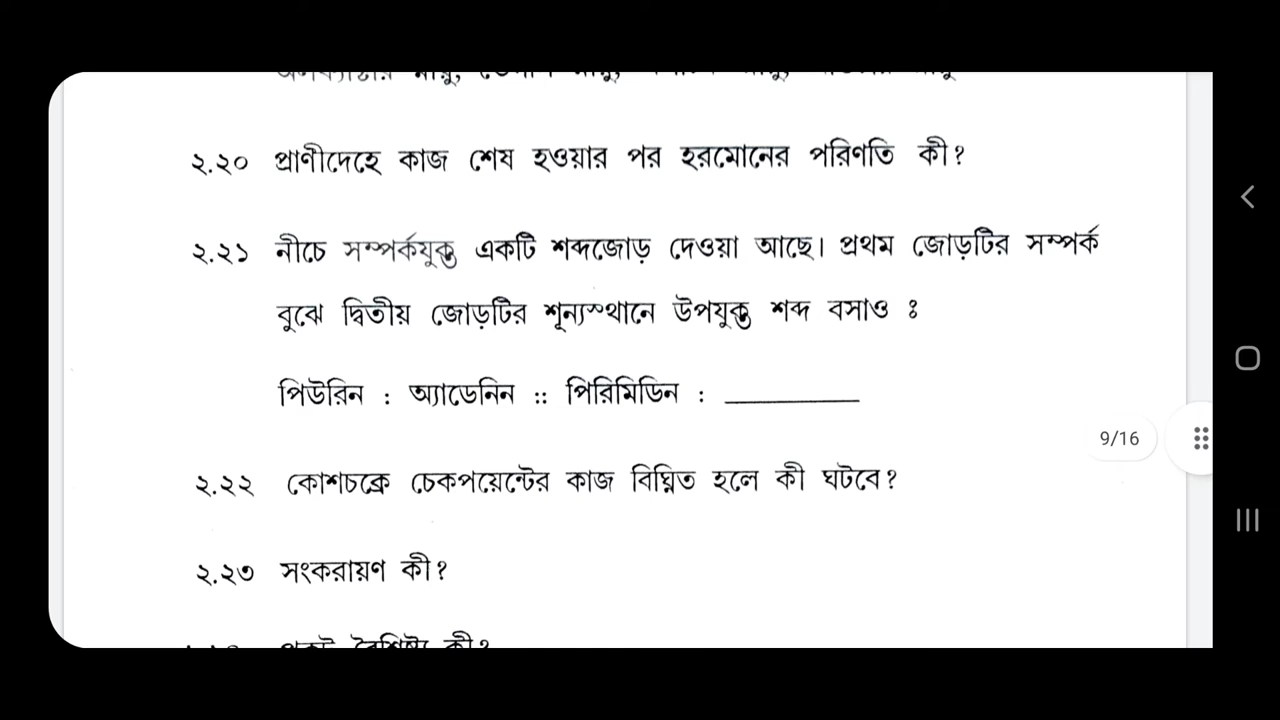 ২.২০ প্রাণীদেহে কাজ শেষ হওয়ার পর হরমোনের পরিণতি কী?
২.২১ নীচে সম্পর্কযুক্ত একটি শব্দজোড় দেওয়া আছে। প্রথম জোড়টির সম্পর্ক
বুঝে দ্বিতীয় জোড়টির শূন্যস্থানে উপযুক্ত শব্দ বসাও ঃ
পিউরিন : অ্যাডেনিন :: পিরিমিডিন : ________
9/16
২.২২ কোশচক্রে চেকপয়েন্টের কাজ বিঘ্নিত হলে কী ঘটবে?
২.২৩ সংকরায়ণ কী?